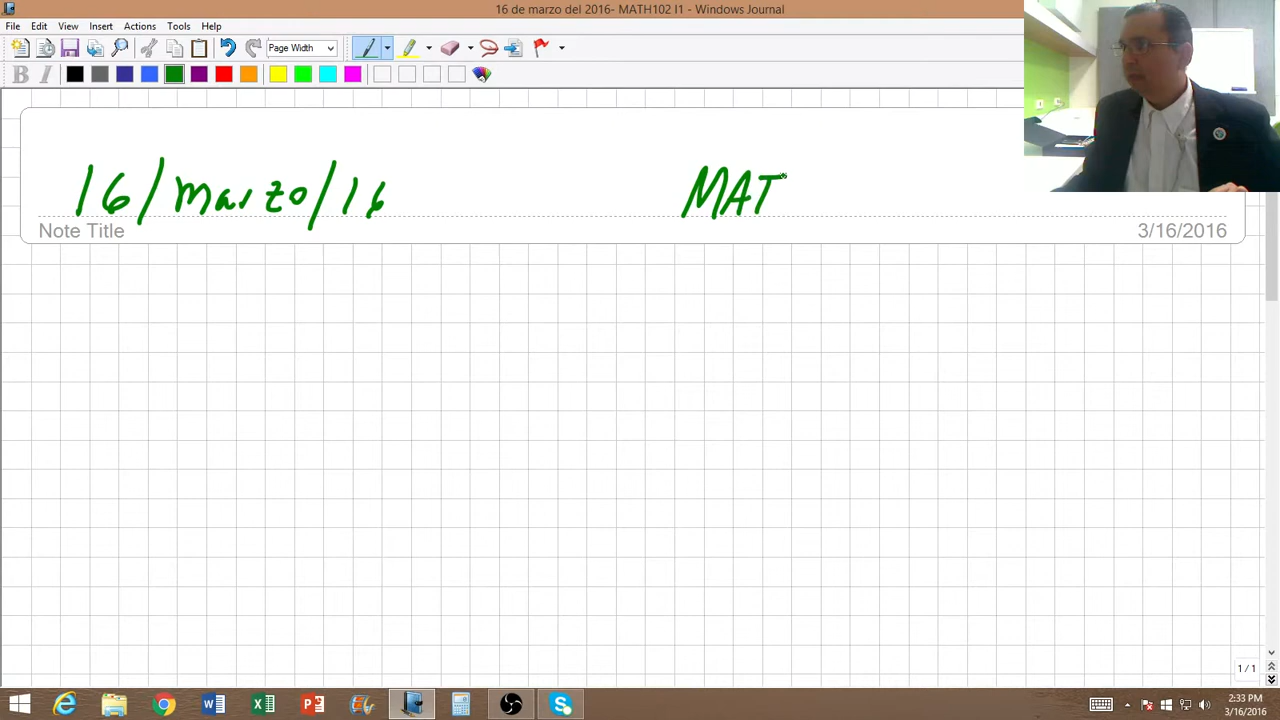 16 de marzo del 2016- MATH102 I1 - Windows Journal
File Edit View Insert Actions Tools Help
Page Width
B I
16/marzo/16 MAT
Note Title 3/16/2016
1 / 1
2:33 PM
3/16/2016